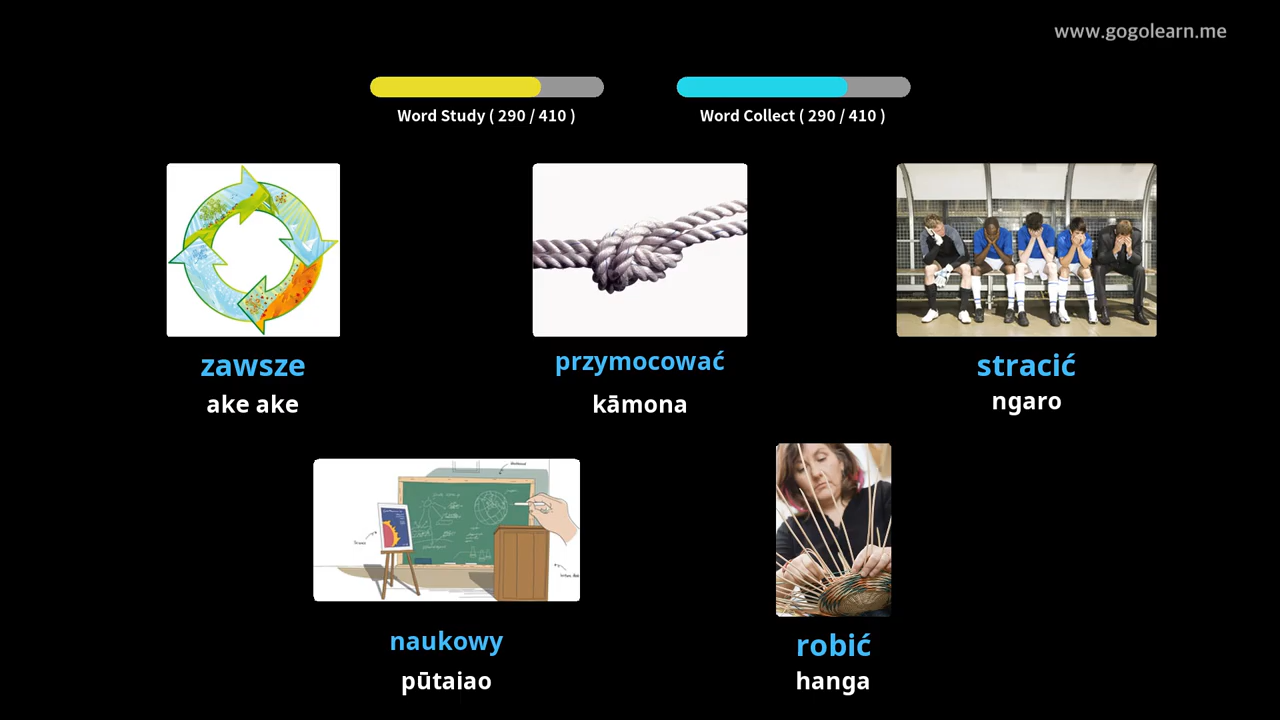 www.gogolearn.me
Word Study ( 290 / 410 )
Word Collect ( 290 / 410 )
zawsze
ake ake
przymocować
kāmona
stracić
ngaro
naukowy
pūtaiao
robić
hanga